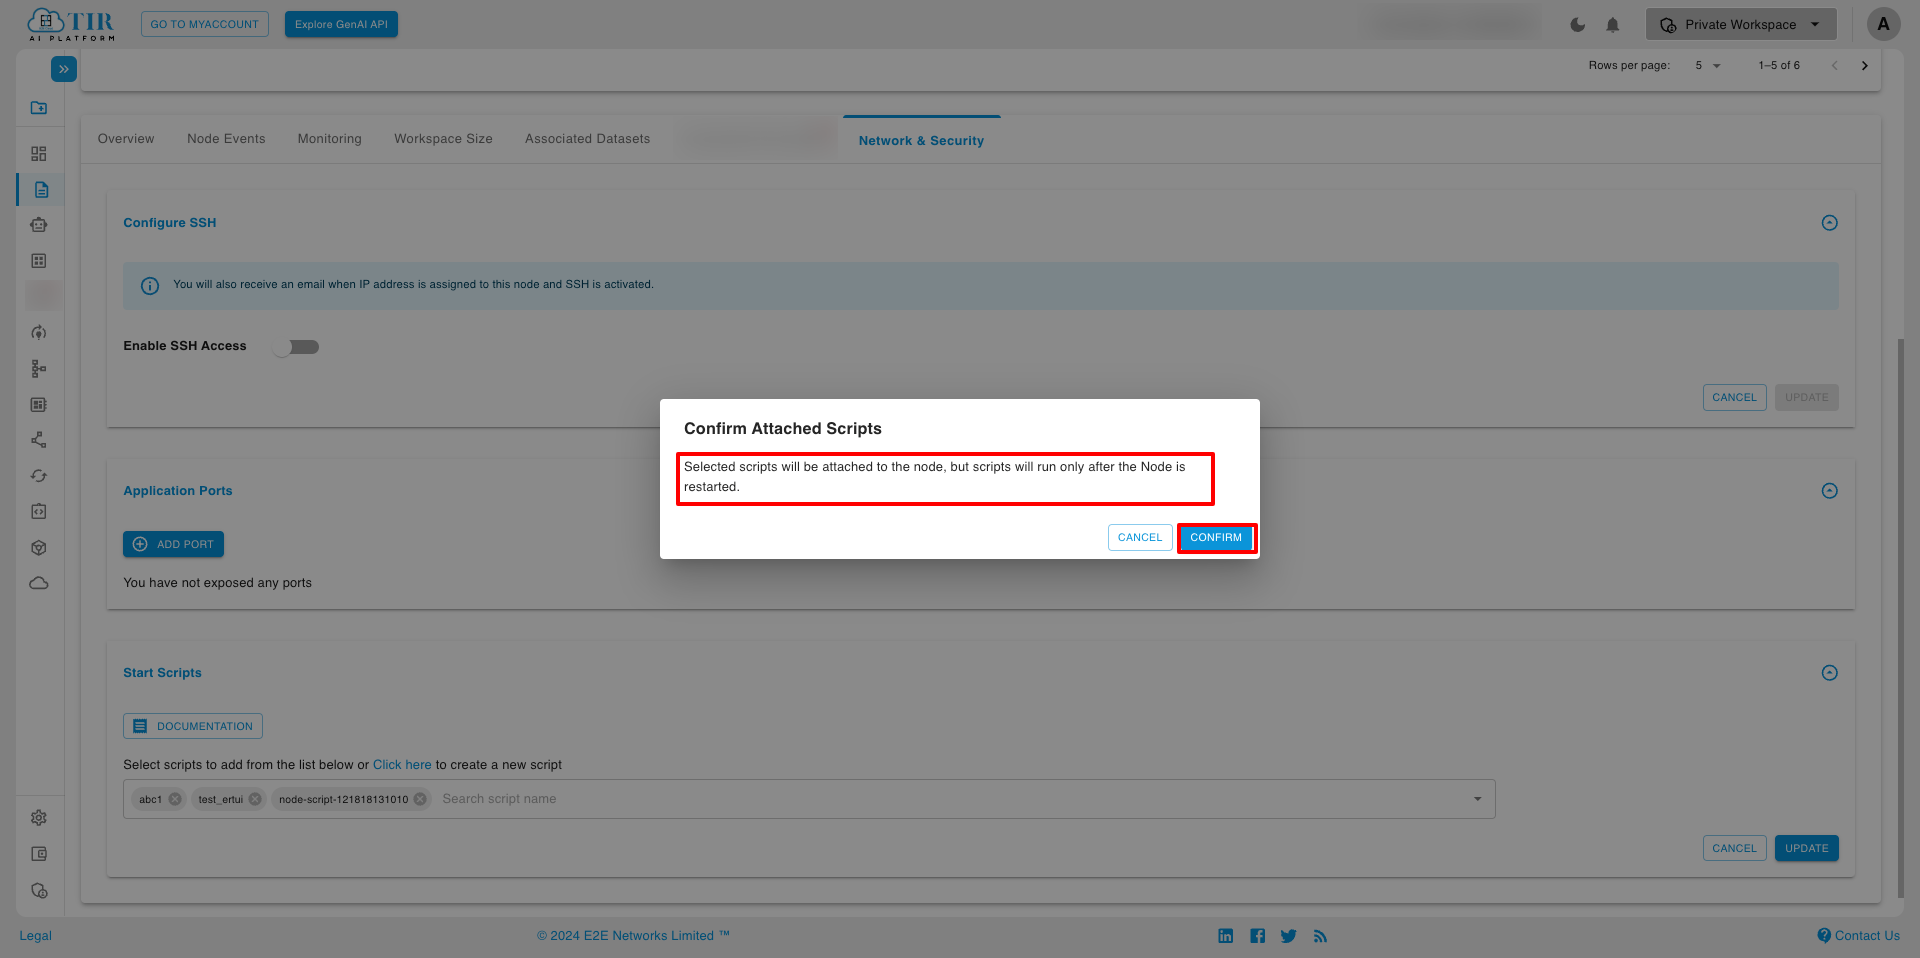 TIR
AI PLATFORM
GO TO MYACCOUNT
Explore GenAI API
Private Workspace
A
Rows per page: 5 1–5 of 6
Overview
Node Events
Monitoring
Workspace Size
Associated Datasets
Network & Security
Configure SSH
You will also receive an email when IP address is assigned to this node and SSH is activated.
Enable SSH Access
CANCEL
UPDATE
Confirm Attached Scripts
Selected scripts will be attached to the node, but scripts will run only after the Node is
restarted.
CANCEL
CONFIRM
Application Ports
ADD PORT
You have not exposed any ports
Start Scripts
DOCUMENTATION
Select scripts to add from the list below or Click here to create a new script
abc1
test_ertui
node-script-121818131010
Search script name
CANCEL
UPDATE
Legal
© 2024 E2E Networks Limited ™
Contact Us